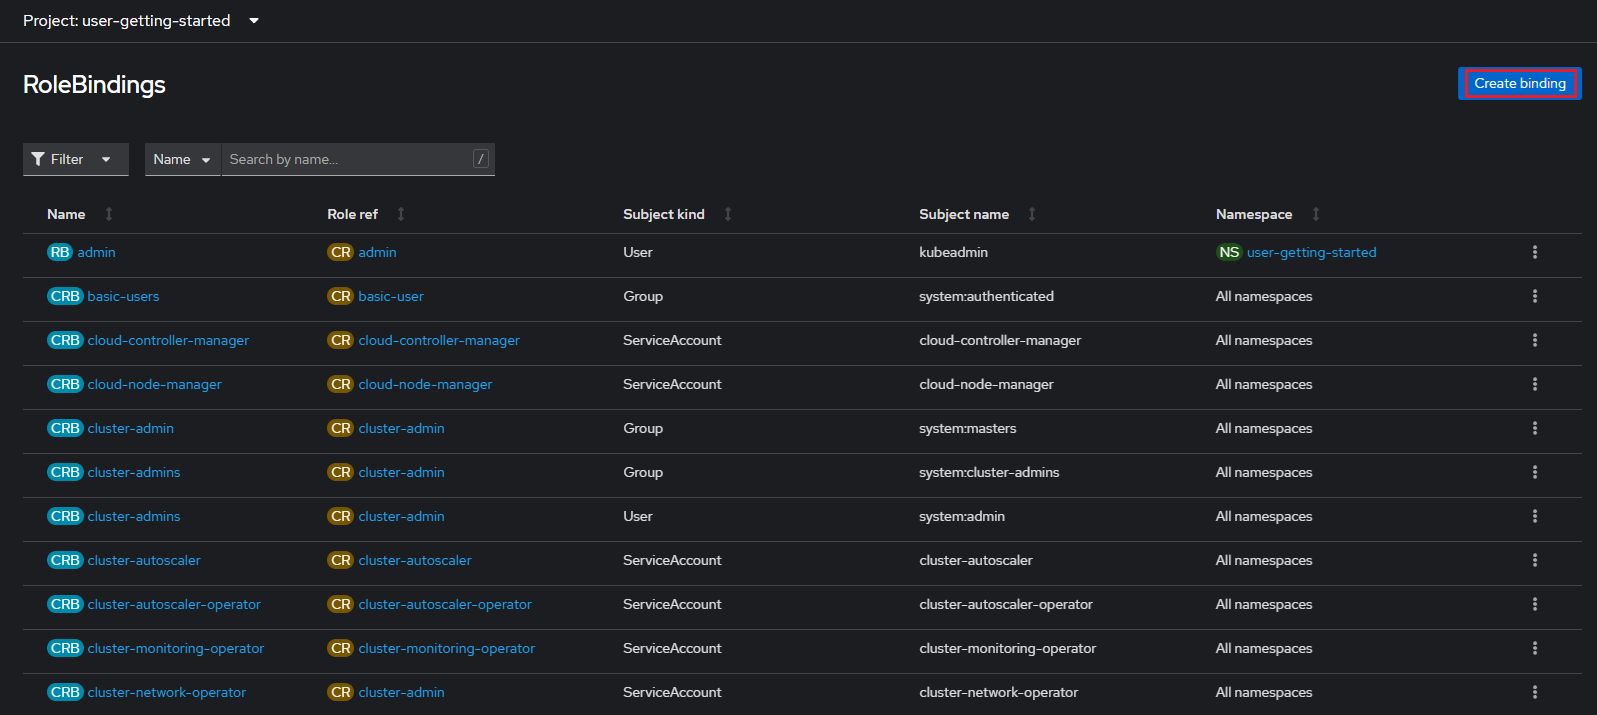 Project: user-getting-started
RoleBindings
Create binding
Filter Name Search by name... /
Name Role ref Subject kind Subject name Namespace
RB admin CR admin User kubeadmin NS user-getting-started
CRB basic-users CR basic-user Group system:authenticated All namespaces
CRB cloud-controller-manager CR cloud-controller-manager ServiceAccount cloud-controller-manager All namespaces
CRB cloud-node-manager CR cloud-node-manager ServiceAccount cloud-node-manager All namespaces
CRB cluster-admin CR cluster-admin Group system:masters All namespaces
CRB cluster-admins CR cluster-admin Group system:cluster-admins All namespaces
CRB cluster-admins CR cluster-admin User system:admin All namespaces
CRB cluster-autoscaler CR cluster-autoscaler ServiceAccount cluster-autoscaler All namespaces
CRB cluster-autoscaler-operator CR cluster-autoscaler-operator ServiceAccount cluster-autoscaler-operator All namespaces
CRB cluster-monitoring-operator CR cluster-monitoring-operator ServiceAccount cluster-monitoring-operator All namespaces
CRB cluster-network-operator CR cluster-admin ServiceAccount cluster-network-operator All namespaces